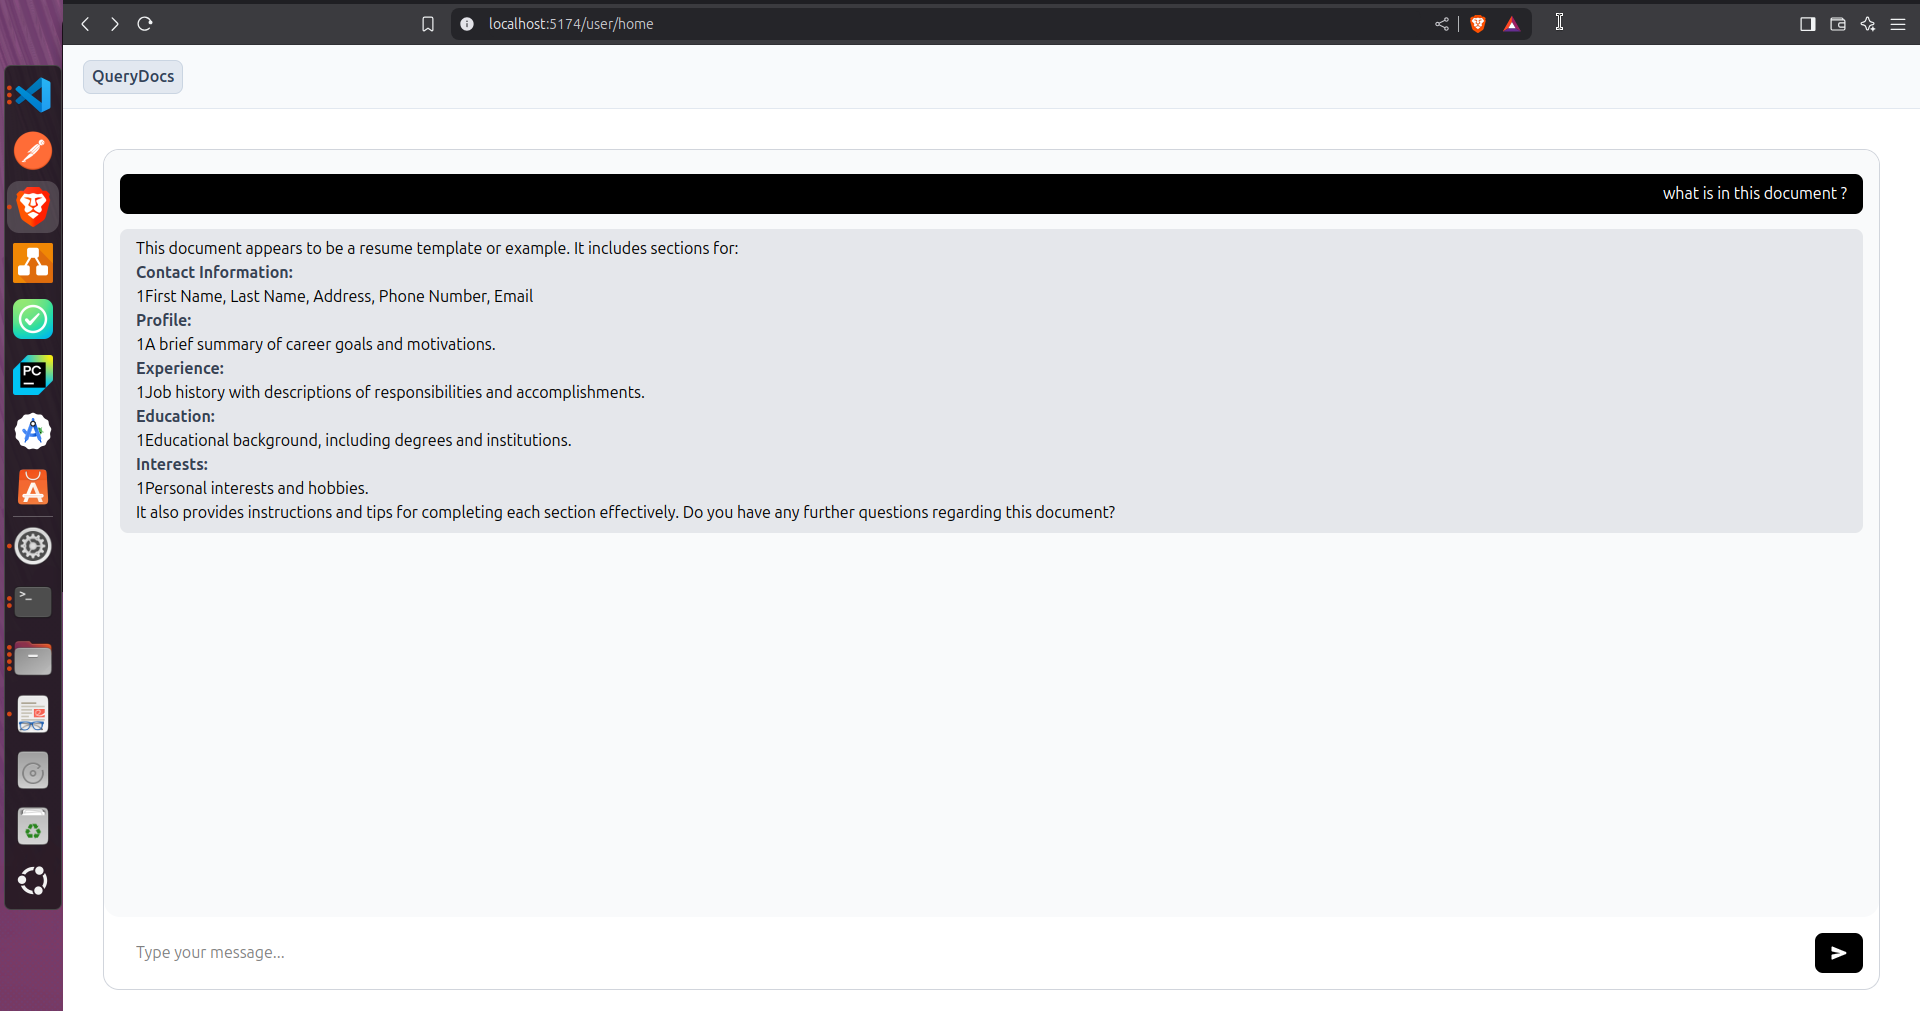 localhost:5174/user/home
QueryDocs
what is in this document ?
This document appears to be a resume template or example. It includes sections for:
Contact Information:
1First Name, Last Name, Address, Phone Number, Email
Profile:
1A brief summary of career goals and motivations.
Experience:
1Job history with descriptions of responsibilities and accomplishments.
Education:
1Educational background, including degrees and institutions.
Interests:
1Personal interests and hobbies.
It also provides instructions and tips for completing each section effectively. Do you have any further questions regarding this document?
PC
>_
Type your message...